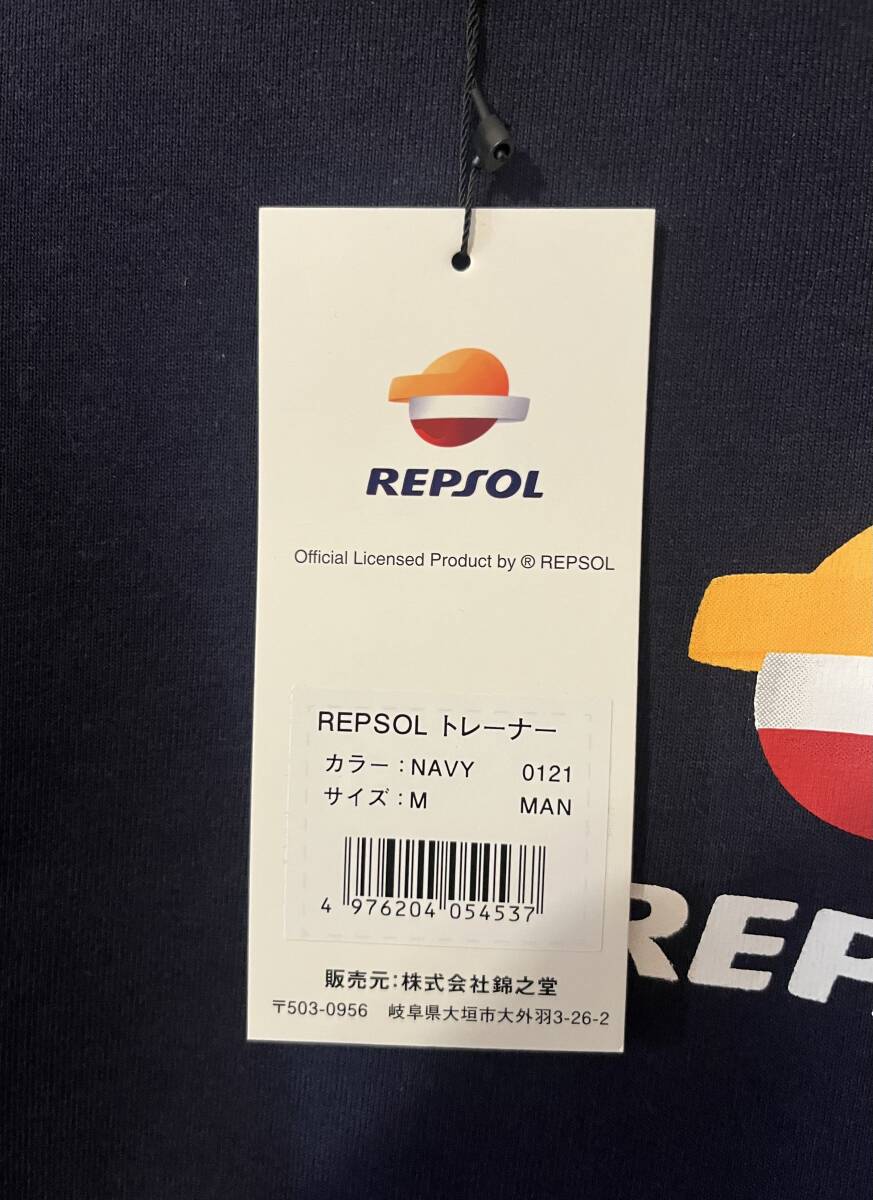 REPSOL
Official Licensed Product by ® REPSOL
REPSOL トレーナー
カラー：NAVY 0121
サイズ：M MAN
4 976204 054537
販売元：株式会社錦之堂
〒503-0956 岐阜県大垣市大外羽3-26-2
REP